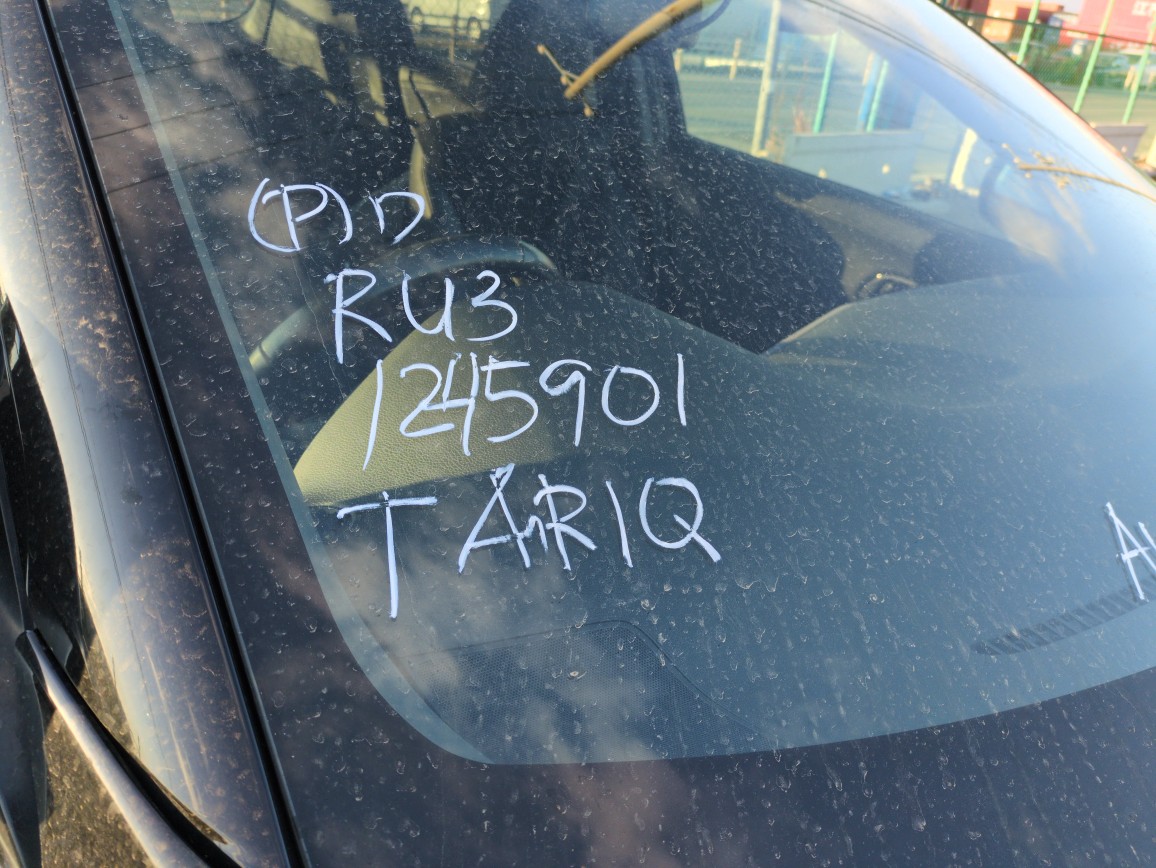 (P) D
RU3
1245901
TARIQ